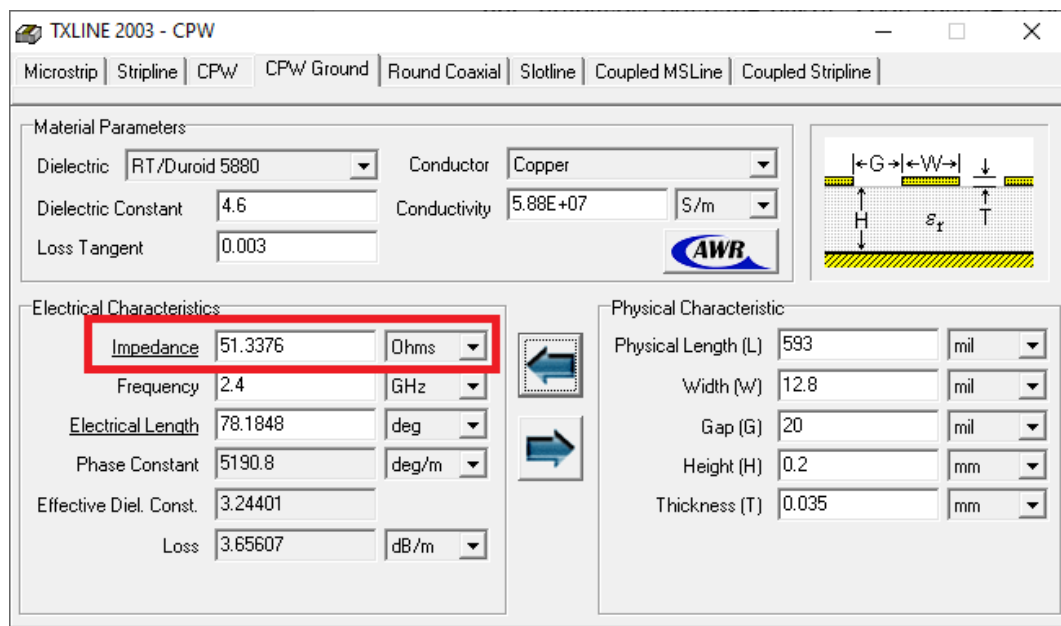 TXLINE 2003 - CPW
Microstrip Stripline CPW CPW Ground Round Coaxial Slotline Coupled MSLine Coupled Stripline
Material Parameters
Dielectric RT/Duroid 5880 Conductor Copper
Dielectric Constant 4.6 Conductivity 5.88E+07 S/m
Loss Tangent 0.003 AWR
G W
H εr T
Electrical Characteristics
Impedance 51.3376 Ohms
Frequency 2.4 GHz
Electrical Length 78.1848 deg
Phase Constant 5190.8 deg/m
Effective Diel. Const. 3.24401
Loss 3.65607 dB/m
Physical Characteristic
Physical Length (L) 593 mil
Width (W) 12.8 mil
Gap (G) 20 mil
Height (H) 0.2 mm
Thickness (T) 0.035 mm